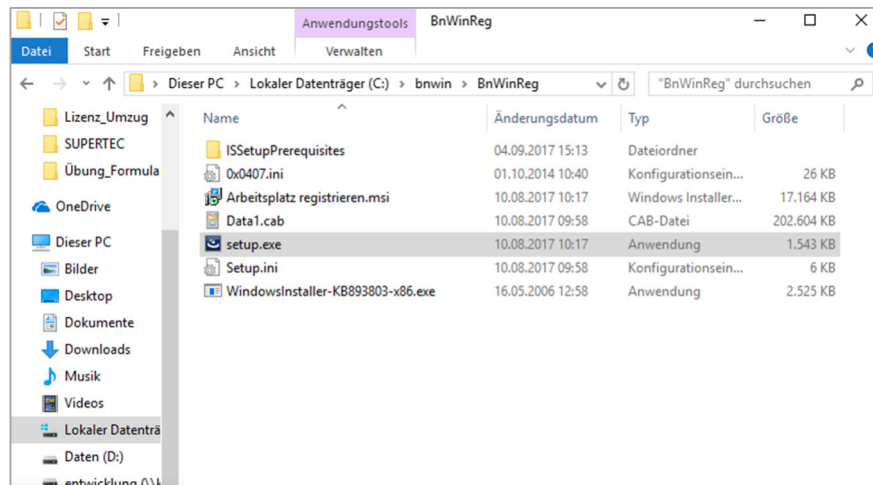 Anwendungstools BnWinReg
Datei Start Freigeben Ansicht Verwalten
Dieser PC > Lokaler Datenträger (C:) > bnwin > BnWinReg "BnWinReg" durchsuchen
Lizenz_Umzug
SUPERTEC
Übung_Formula
OneDrive
Dieser PC
Bilder
Desktop
Dokumente
Downloads
Musik
Videos
Lokaler Datenträ
Daten (D:)
entwicklung (\\k
Name Änderungsdatum Typ Größe
ISSetupPrerequisites 04.09.2017 15:13 Dateiordner
0x0407.ini 01.10.2014 10:40 Konfigurationsein... 26 KB
Arbeitsplatz registrieren.msi 10.08.2017 10:17 Windows Installer... 17.164 KB
Data1.cab 10.08.2017 09:58 CAB-Datei 202.604 KB
setup.exe 10.08.2017 10:17 Anwendung 1.543 KB
Setup.ini 10.08.2017 09:58 Konfigurationsein... 6 KB
WindowsInstaller-KB893803-x86.exe 16.05.2006 12:58 Anwendung 2.525 KB